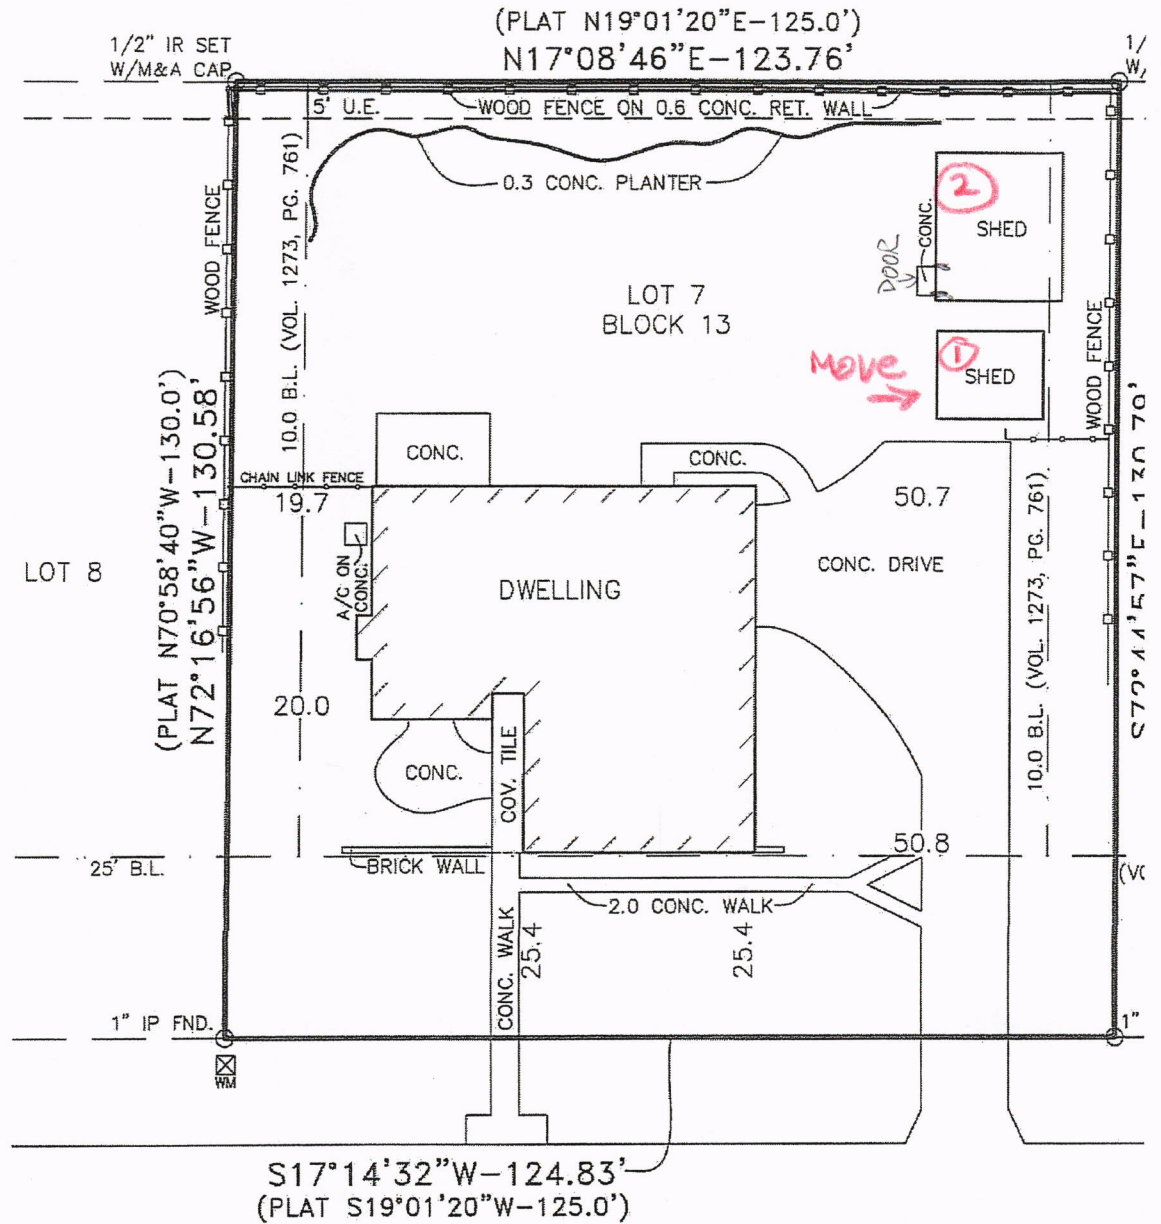 (PLAT N19°01'20"E-125.0')
N17°08'46"E-123.76'
1/2" IR SET
W/M&A CAP
1/
W/
5' U.E.
WOOD FENCE ON 0.6 CONC. RET. WALL
0.3 CONC. PLANTER
WOOD FENCE
10.0 B.L. (VOL. 1273, PG. 761)
2
SHED
CONC.
DOOR
LOT 7
BLOCK 13
MOVE
1
SHED
WOOD FENCE
(PLAT N70°58'40"W-130.0')
N72°16'56"W-130.58'
CONC.
CONC.
CHAIN LINK FENCE
19.7
50.7
A/C ON
CONC.
DWELLING
CONC. DRIVE
LOT 8
10.0 B.L. (VOL. 1273, PG. 761)
20.0
CONC.
COV. TILE
50.8
25' B.L.
BRICK WALL
(VO
2.0 CONC. WALK
CONC. WALK
25.4
25.4
1" IP FND.
1"
WM
S17°14'32"W-124.83'
(PLAT S19°01'20"W-125.0')